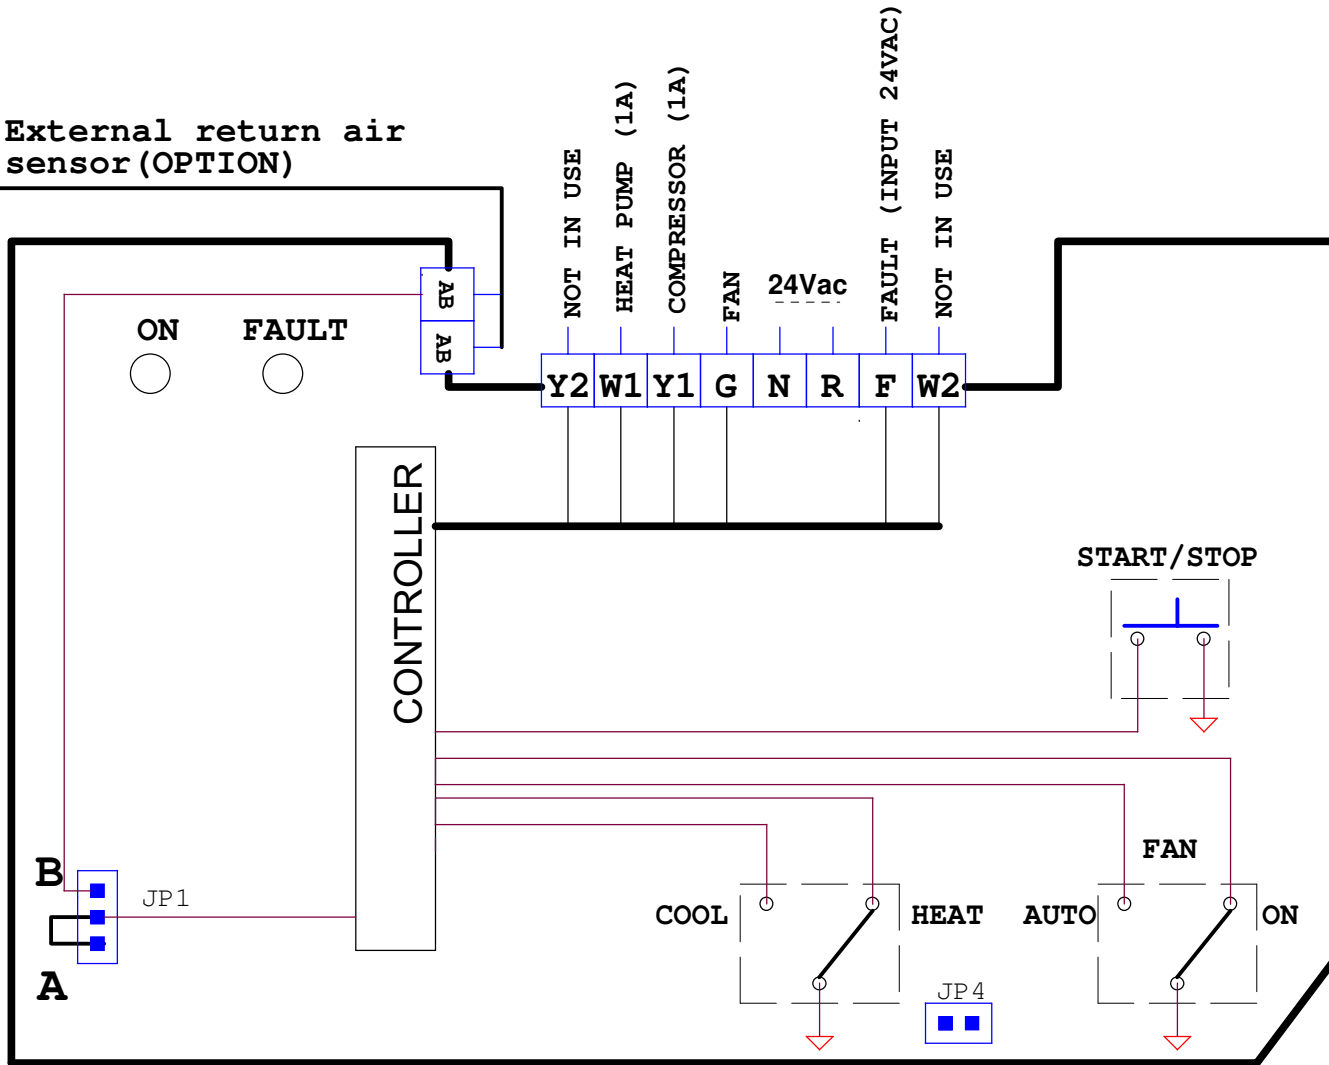 External return air
sensor(OPTION)
NOT IN USE
HEAT PUMP (1A)
COMPRESSOR (1A)
FAN
24Vac
FAULT (INPUT 24VAC)
NOT IN USE
AB
AB
ON
FAULT
Y2 W1 Y1 G N R F W2
CONTROLLER
START/STOP
B
JP1
A
FAN
COOL
HEAT
AUTO
ON
JP4